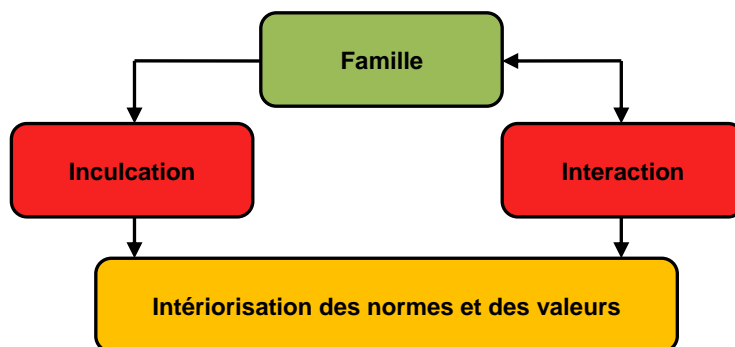 Famille
Inculcation
Interaction
Intériorisation des normes et des valeurs